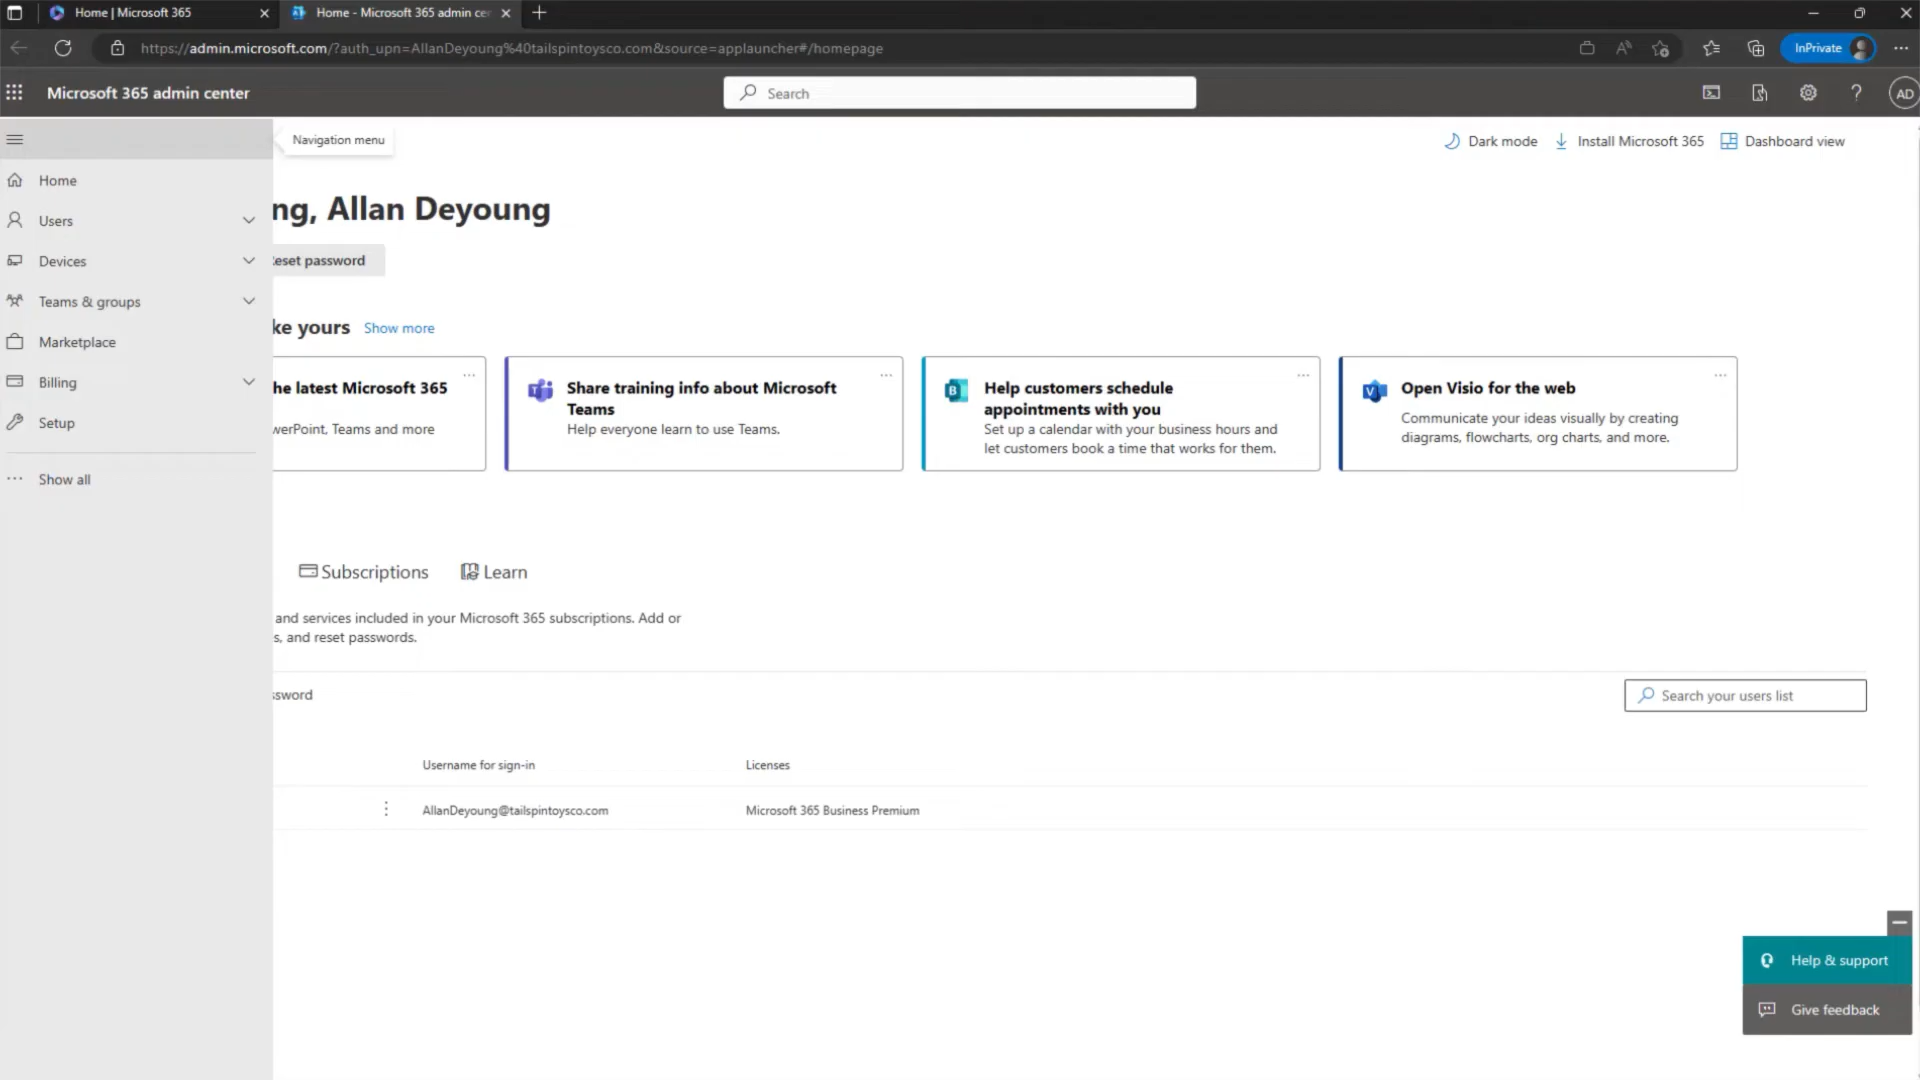 Home | Microsoft 365
Home - Microsoft 365 admin cer
https://admin.microsoft.com/?auth_upn=AllanDeyoung%40tailspintoysco.com&source=applauncher#/homepage
InPrivate
Microsoft 365 admin center
Search
AD
Navigation menu
Dark mode
Install Microsoft 365
Dashboard view
Home
Users
Devices
Teams & groups
Marketplace
Billing
Setup
Show all
ng, Allan Deyoung
eset password
ke yours
Show more
he latest Microsoft 365
werPoint, Teams and more
Share training info about Microsoft
Teams
Help everyone learn to use Teams.
Help customers schedule
appointments with you
Set up a calendar with your business hours and
let customers book a time that works for them.
Open Visio for the web
Communicate your ideas visually by creating
diagrams, flowcharts, org charts, and more.
Subscriptions
Learn
and services included in your Microsoft 365 subscriptions. Add or
s, and reset passwords.
ssword
Search your users list
Username for sign-in
Licenses
AllanDeyoung@tailspintoysco.com
Microsoft 365 Business Premium
Help & support
Give feedback